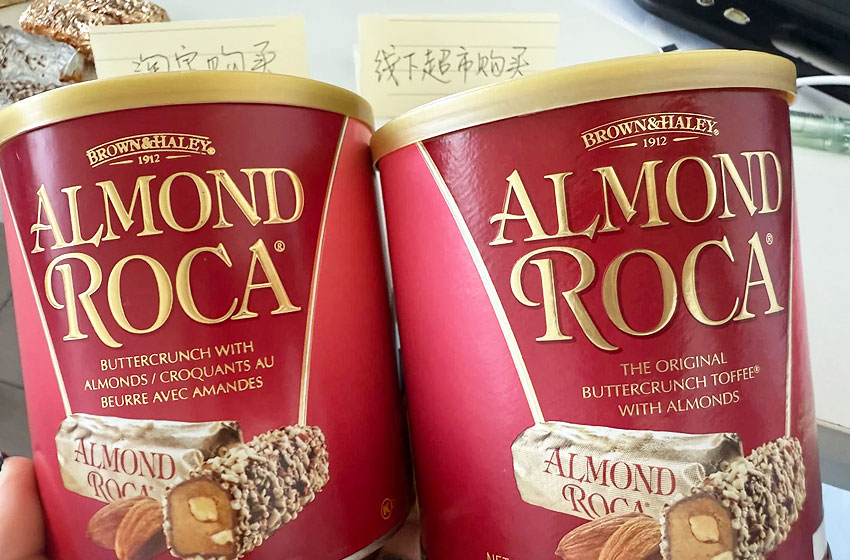 淘宝购买
线下超市购买
BROWN&HALEY®
1912
ALMOND
ROCA®
BUTTERCRUNCH WITH
ALMONDS / CROQUANTS AU
BEURRE AVEC AMANDES
ALMOND
ROCA
K
BROWN&HALEY®
1912
ALMOND
ROCA®
THE ORIGINAL
BUTTERCRUNCH TOFFEE®
WITH ALMONDS
ALMOND
ROCA
NET